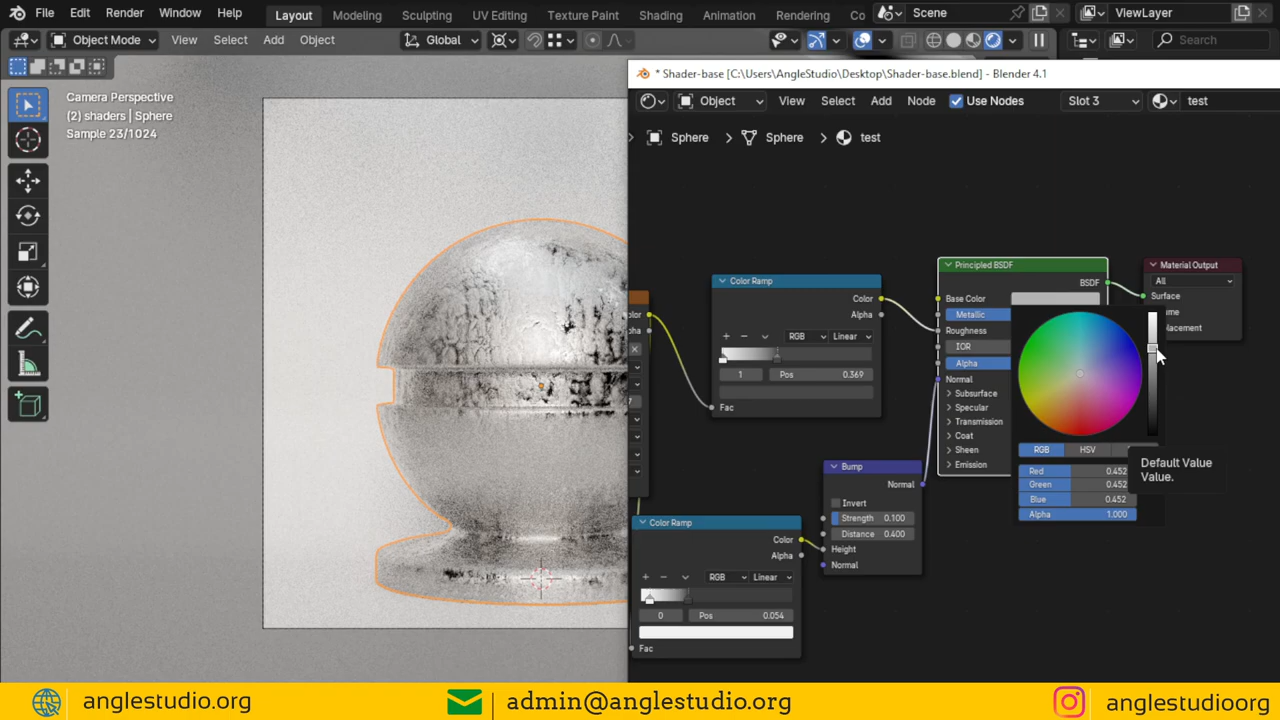 File Edit Render Window Help Layout Modeling Sculpting UV Editing Texture Paint Shading Animation Rendering Co Scene ViewLayer
Object Mode View Select Add Object Global Search
Camera Perspective
(2) shaders | Sphere
Sample 23/1024
* Shader-base [C:\Users\AngleStudio\Desktop\Shader-base.blend] - Blender 4.1
Object View Select Add Node Use Nodes Slot 3 test
Sphere > Sphere > test
Color Ramp
Color
Alpha
RGB Linear
1 Pos 0.369
Fac
Principled BSDF
BSDF
Base Color
Metallic
Roughness
IOR
Alpha
Normal
Subsurface
Specular
Transmission
Coat
Sheen
Emission
Material Output
All
Surface
ume
placement
RGB HSV
Red 0.452
Green 0.452
Blue 0.452
Alpha 1.000
Default Value
Value.
Bump
Normal
Invert
Strength 0.100
Distance 0.400
Height
Normal
Color Ramp
Color
Alpha
RGB Linear
0 Pos 0.054
Fac
anglestudio.org admin@anglestudio.org anglestudioorg